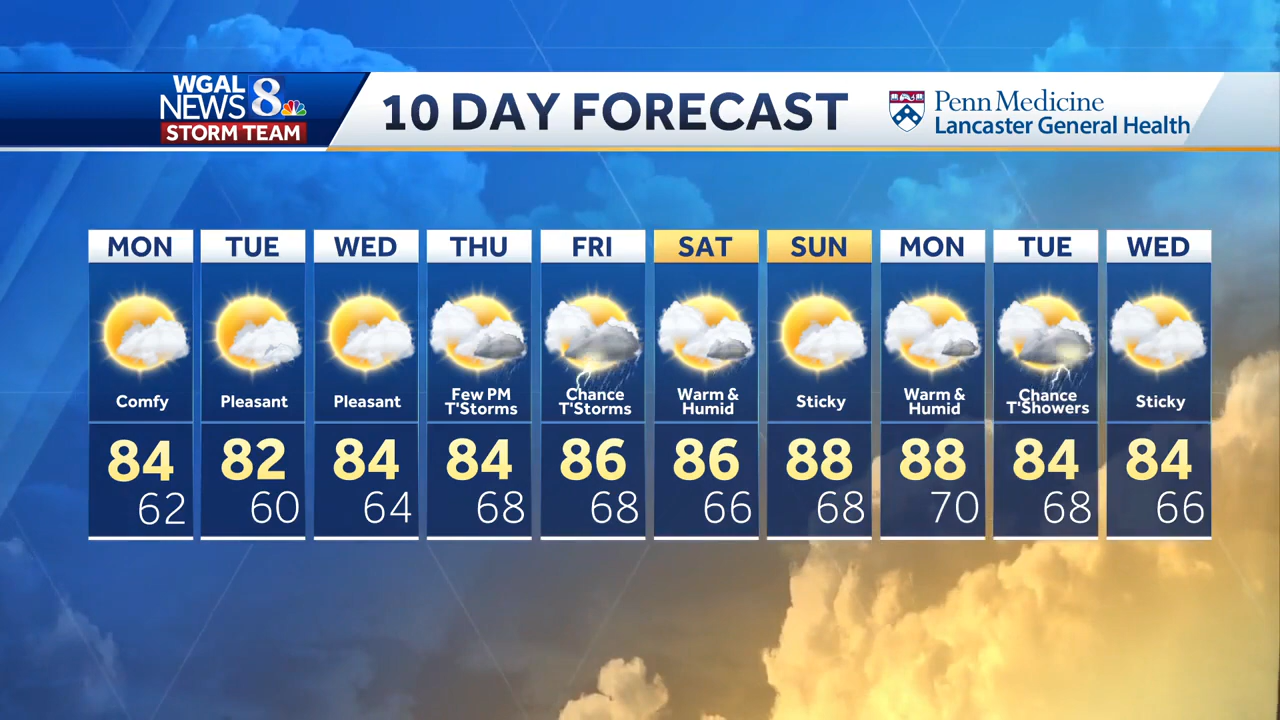 WGAL
NEWS 8
STORM TEAM
10 DAY FORECAST
Penn Medicine
Lancaster General Health
MON TUE WED THU FRI SAT SUN MON TUE WED
Comfy Pleasant Pleasant Few PM T'Storms Chance T'Storms Warm & Humid Sticky Warm & Humid Chance T'Showers Sticky
84 82 84 84 86 86 88 88 84 84
62 60 64 68 68 66 68 70 68 66